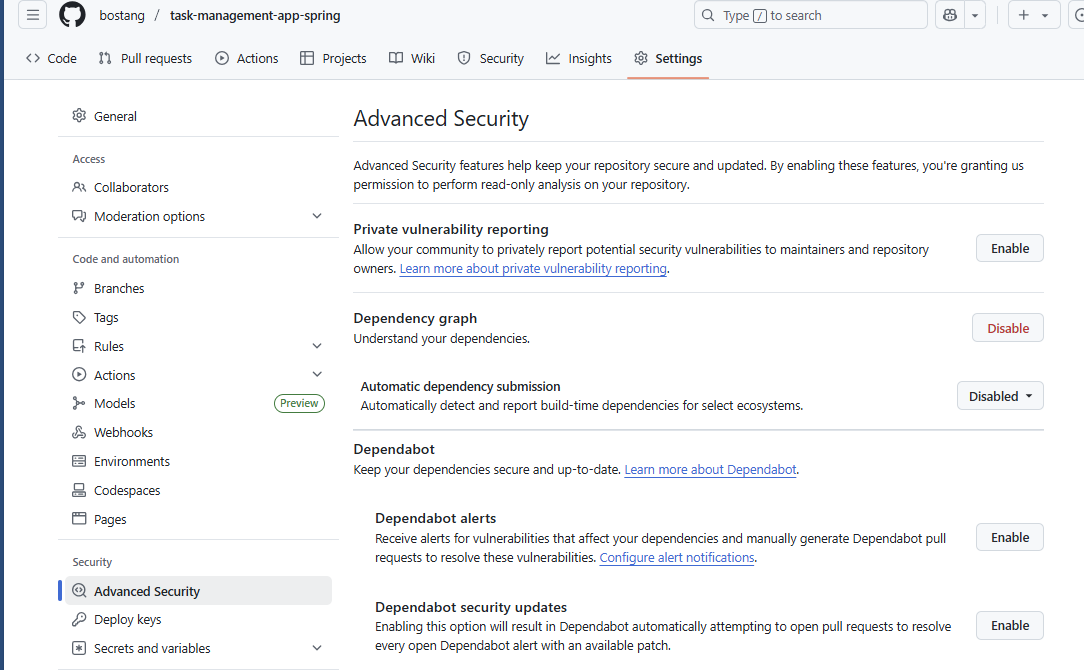 bostang / task-management-app-spring
Type / to search
Code Pull requests Actions Projects Wiki Security Insights Settings
General
Access
Collaborators
Moderation options
Code and automation
Branches
Tags
Rules
Actions
Models Preview
Webhooks
Environments
Codespaces
Pages
Security
Advanced Security
Deploy keys
Secrets and variables
Advanced Security
Advanced Security features help keep your repository secure and updated. By enabling these features, you're granting us
permission to perform read-only analysis on your repository.
Private vulnerability reporting
Allow your community to privately report potential security vulnerabilities to maintainers and repository
owners. Learn more about private vulnerability reporting.
Enable
Dependency graph
Understand your dependencies.
Disable
Automatic dependency submission
Automatically detect and report build-time dependencies for select ecosystems.
Disabled
Dependabot
Keep your dependencies secure and up-to-date. Learn more about Dependabot.
Dependabot alerts
Receive alerts for vulnerabilities that affect your dependencies and manually generate Dependabot pull
requests to resolve these vulnerabilities. Configure alert notifications.
Enable
Dependabot security updates
Enabling this option will result in Dependabot automatically attempting to open pull requests to resolve
every open Dependabot alert with an available patch.
Enable